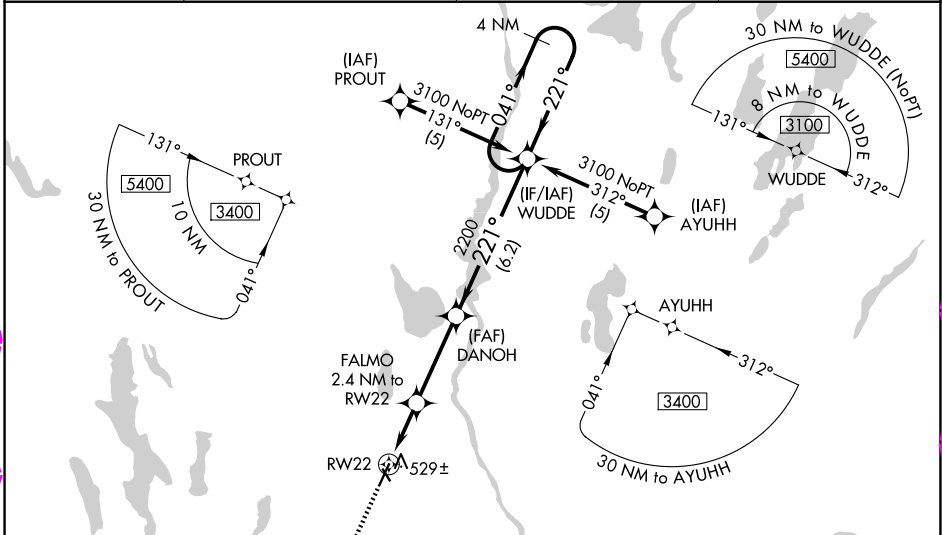 4 NM
30 NM to WUDDE (NoPT)
5400
8 NM to WUDDE
3100
131°
312°
WUDDE
(IAF)
PROUT
3100 NoPT
131°
(5)
041°
221°
131°
PROUT
5400
3400
10 NM
30 NM to PROUT
041°
(IF/IAF)
WUDDE
3100 NoPT
312°
(5)
(IAF)
AYUHH
2200
221°
(6.2)
(FAF)
DANOH
AYUHH
312°
041°
3400
30 NM to AYUHH
FALMO
2.4 NM to
RW22
RW22
529±